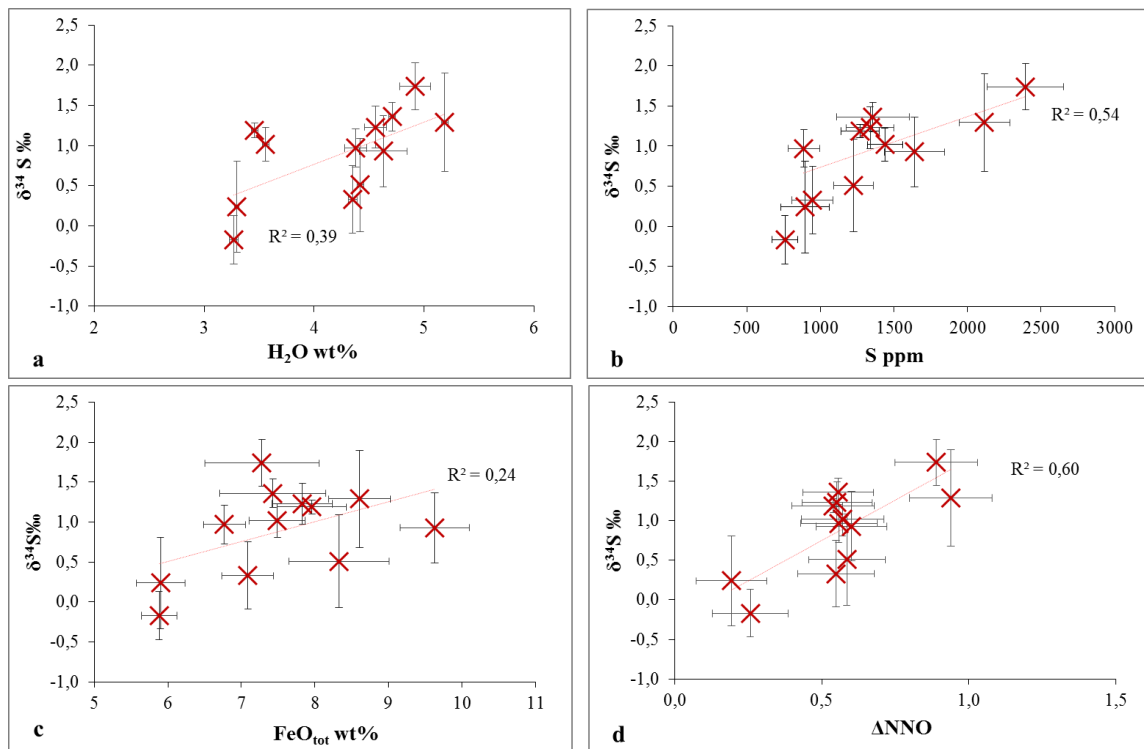 2,5
2,0
1,5
1,0
0,5
0,0
-0,5
-1,0
δ³⁴ S ‰
R² = 0,39
2 3 4 5 6
a
H₂O wt%
2,5
2,0
1,5
1,0
0,5
0,0
-0,5
-1,0
δ³⁴S ‰
R² = 0,54
0 500 1000 1500 2000 2500 3000
b
S ppm
2,5
2,0
1,5
1,0
0,5
0,0
-0,5
-1,0
δ³⁴S‰
R² = 0,24
5 6 7 8 9 10 11
c
FeOtot wt%
2,5
2,0
1,5
1,0
0,5
0,0
-0,5
-1,0
δ³⁴S ‰
R² = 0,60
0,0 0,5 1,0 1,5
d
ΔNNO